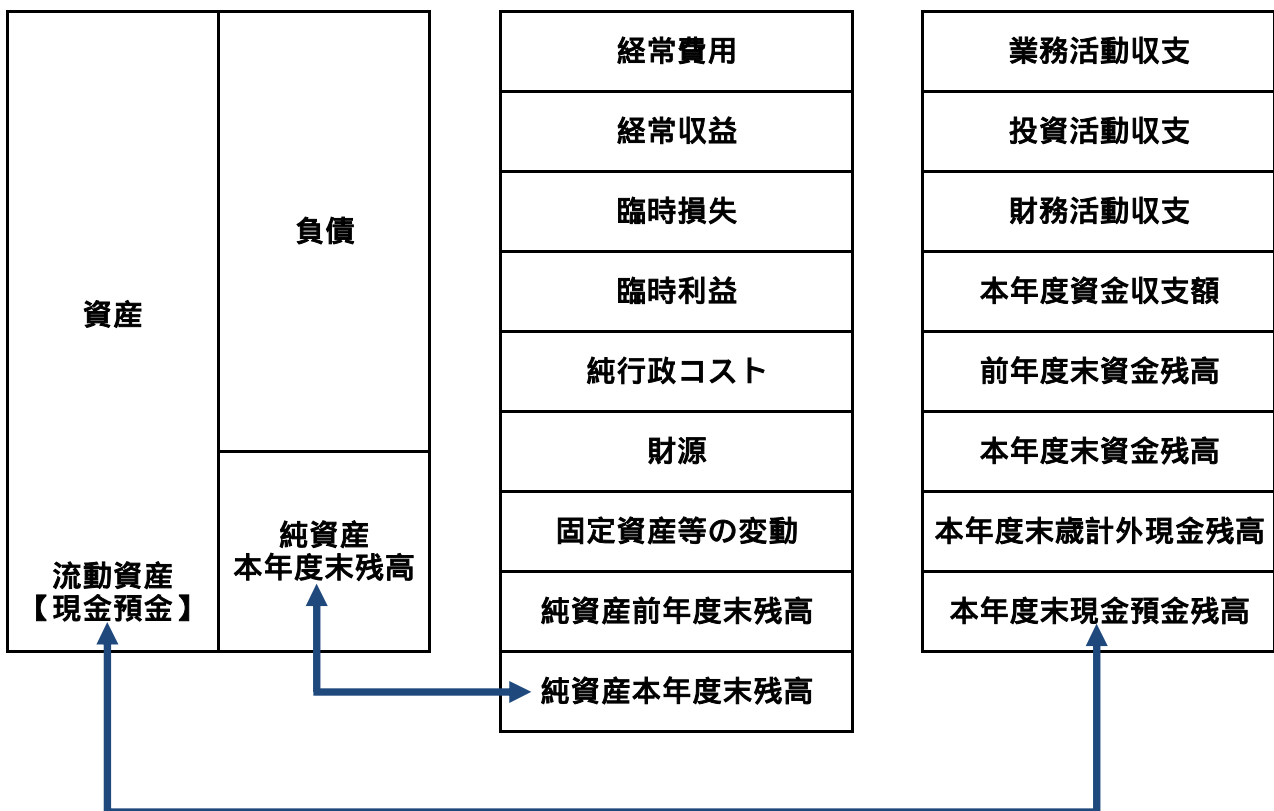 資産
流動資産
【現金預金】
負債
純資産
本年度末残高
経常費用
経常収益
臨時損失
臨時利益
純行政コスト
財源
固定資産等の変動
純資産前年度末残高
純資産本年度末残高
業務活動収支
投資活動収支
財務活動収支
本年度資金収支額
前年度末資金残高
本年度末資金残高
本年度末歳計外現金残高
本年度末現金預金残高